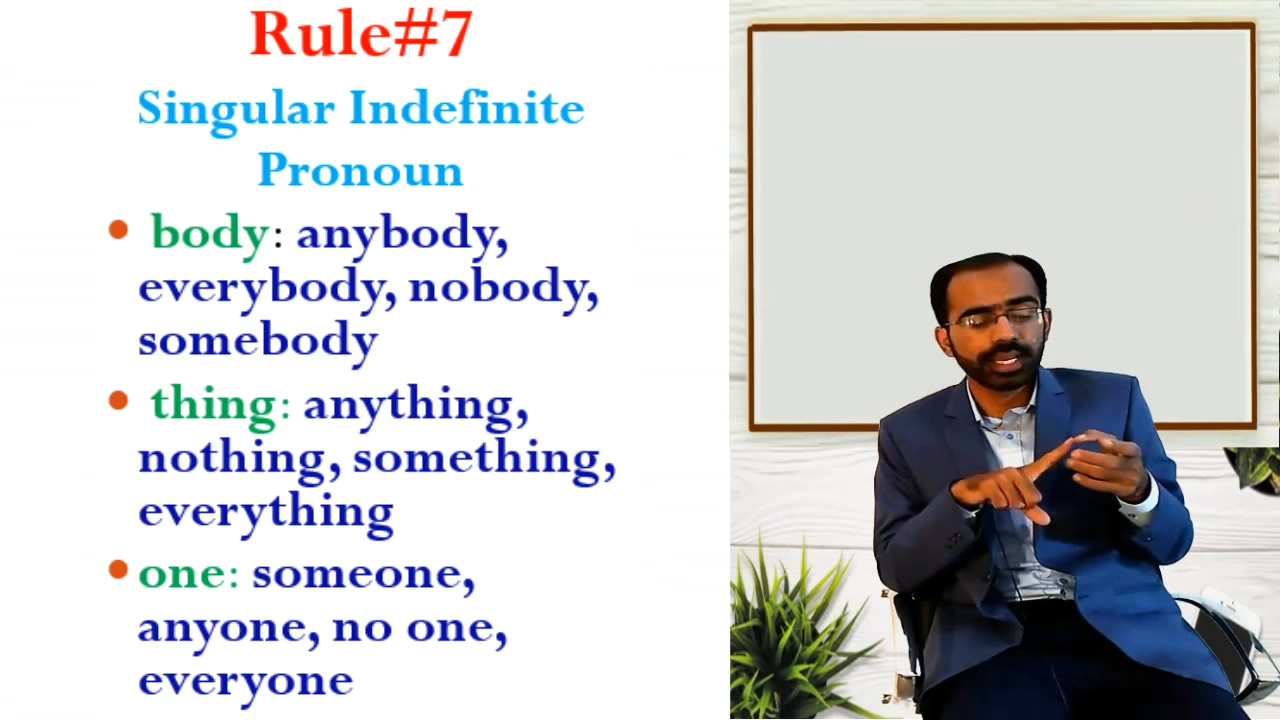 Rule#7
Singular Indefinite
Pronoun
• body: anybody,
everybody, nobody,
somebody
• thing: anything,
nothing, something,
everything
• one: someone,
anyone, no one,
everyone